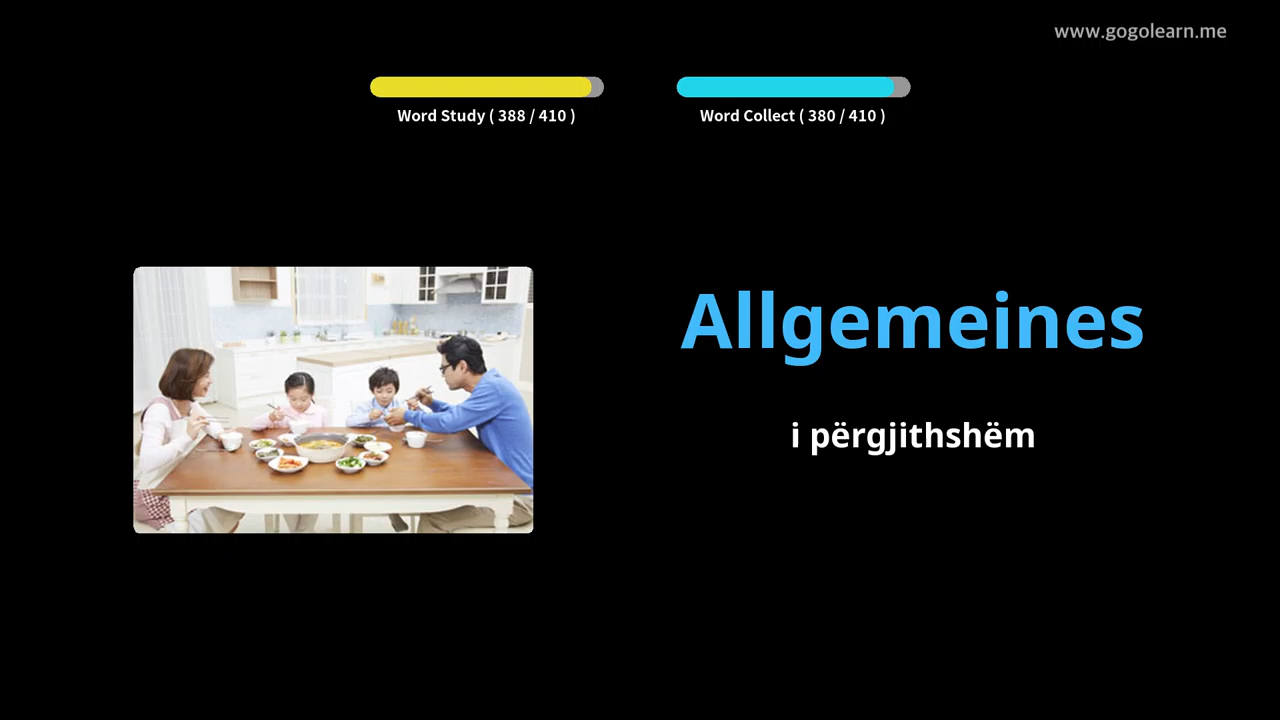 www.gogolearn.me
Word Study ( 388 / 410 )
Word Collect ( 380 / 410 )
Allgemeines
i përgjithshëm